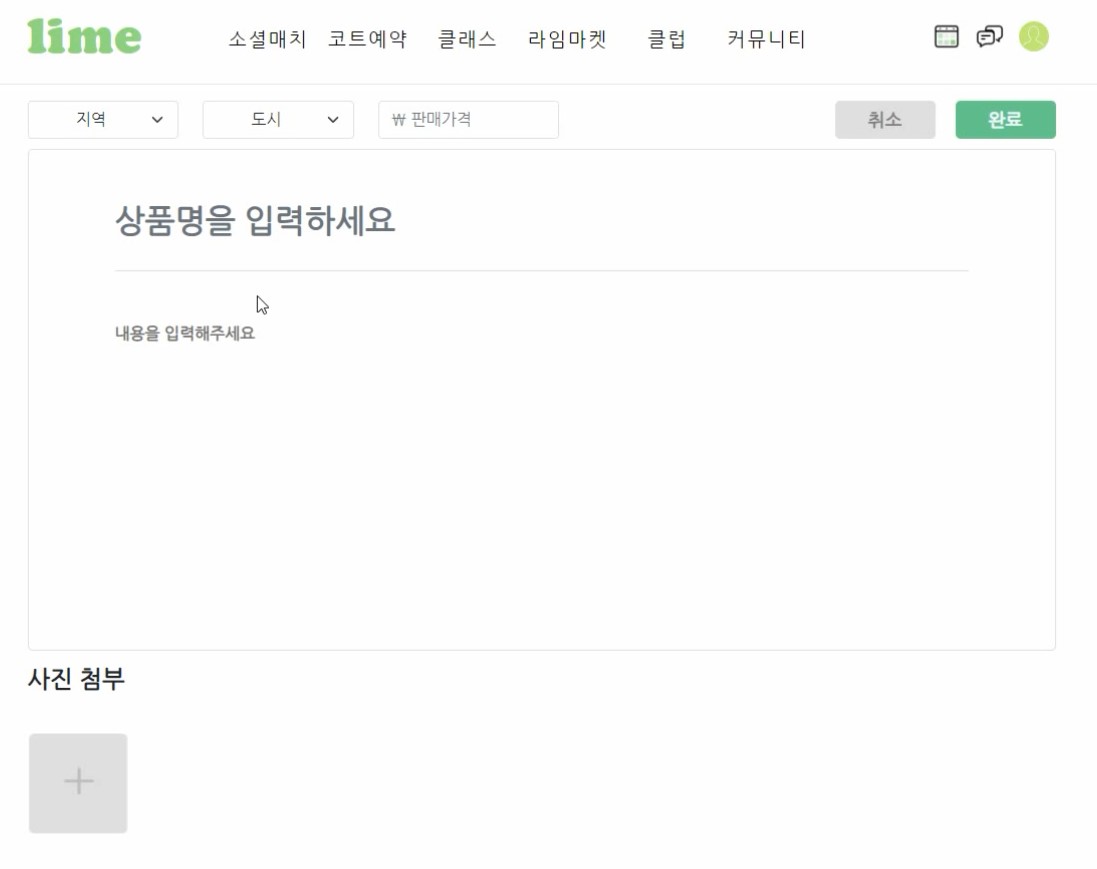 lime 소셜매치 코트예약 클래스 라임마켓 클럽 커뮤니티
지역 도시 ₩ 판매가격 취소 완료
상품명을 입력하세요
내용을 입력해주세요
사진 첨부